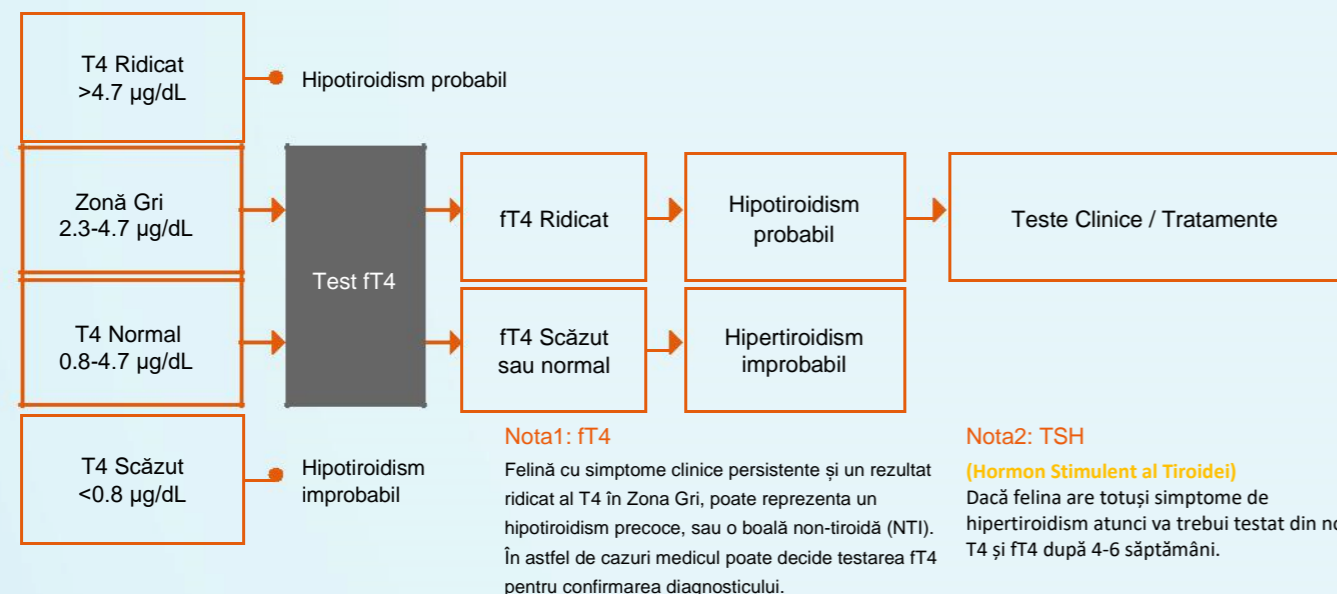 T4 Ridicat
>4.7 µg/dL
Hipotiroidism probabil
Zonă Gri
2.3-4.7 µg/dL
T4 Normal
0.8-4.7 µg/dL
Test fT4
fT4 Ridicat
Hipotiroidism
probabil
Teste Clinice / Tratamente
fT4 Scăzut
sau normal
Hipertiroidism
improbabil
T4 Scăzut
<0.8 µg/dL
Hipotiroidism
improbabil
Nota1: fT4
Felină cu simptome clinice persistente și un rezultat
ridicat al T4 în Zona Gri, poate reprezenta un
hipotiroidism precoce, sau o boală non-tiroidă (NTI).
În astfel de cazuri medicul poate decide testarea fT4
pentru confirmarea diagnosticului.
Nota2: TSH
(Hormon Stimulent al Tiroidei)
Dacă felina are totuși simptome de
hipertiroidism atunci va trebui testat din
T4 și fT4 după 4-6 săptămâni.